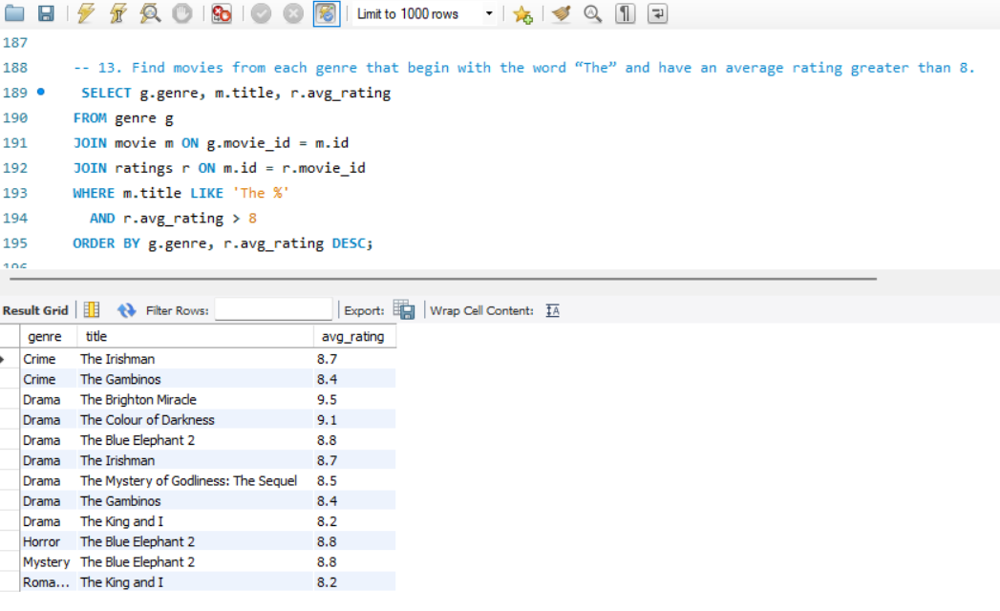 Limit to 1000 rows
187
188 -- 13. Find movies from each genre that begin with the word “The” and have an average rating greater than 8.
189 SELECT g.genre, m.title, r.avg_rating
190 FROM genre g
191 JOIN movie m ON g.movie_id = m.id
192 JOIN ratings r ON m.id = r.movie_id
193 WHERE m.title LIKE 'The %'
194 AND r.avg_rating > 8
195 ORDER BY g.genre, r.avg_rating DESC;
196
Result Grid Filter Rows: Export: Wrap Cell Content:
genre title avg_rating
Crime The Irishman 8.7
Crime The Gambinos 8.4
Drama The Brighton Miracle 9.5
Drama The Colour of Darkness 9.1
Drama The Blue Elephant 2 8.8
Drama The Irishman 8.7
Drama The Mystery of Godliness: The Sequel 8.5
Drama The Gambinos 8.4
Drama The King and I 8.2
Horror The Blue Elephant 2 8.8
Mystery The Blue Elephant 2 8.8
Roma... The King and I 8.2